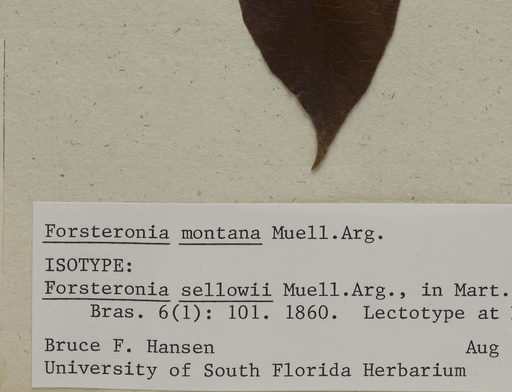 Forsteronia montana Muell.Arg.
ISOTYPE:
Forsteronia sellowii Muell.Arg., in Mart.
Bras. 6(1): 101. 1860. Lectotype at
Bruce F. Hansen Aug
University of South Florida Herbarium